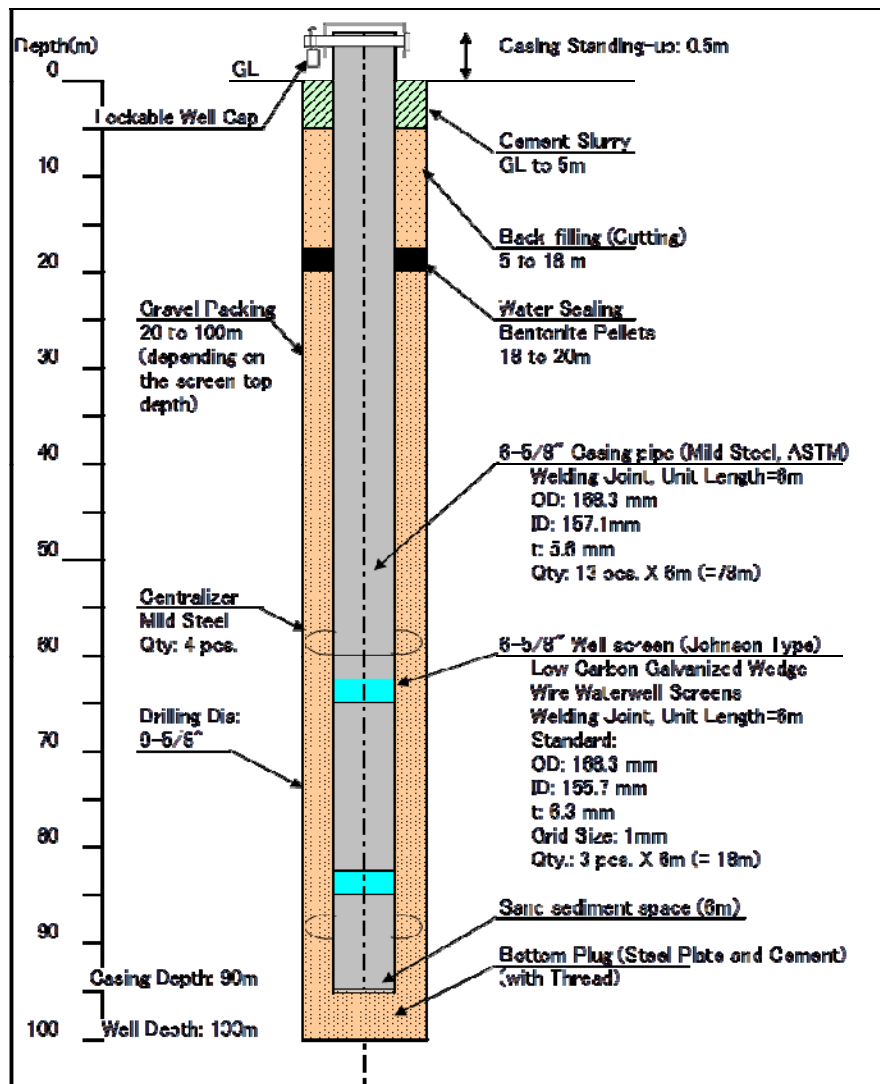 Depth(m)
0
10
20
30
40
50
60
70
80
90
100
GL
Casing Standing-up: 0.5m
Lockable Well Cap
Cement Slurry
GL to 5m
Back filling (Cutting)
5 to 18 m
Water Sealing
Bentonite Pellets
18 to 20m
Gravel Packing
20 to 100m
(depending on
the screen top
depth)
6-5/8" Casing pipe (Mild Steel, ASTM)
Welding Joint, Unit Length=6m
OD: 168.3 mm
ID: 157.1mm
t: 5.6 mm
Qty: 13 pcs. X 6m (=78m)
Centralizer
Mild Steel
Qty: 4 pcs.
6-5/8" Well screen (Johnson Type)
Low Carbon Galvanized Wedge
Wire Waterwell Screens
Welding Joint, Unit Length=6m
Standard:
OD: 168.3 mm
ID: 155.7 mm
t: 6.3 mm
Grid Size: 1mm
Qty.: 3 pcs. X 6m (= 18m)
Drilling Dia:
9-5/8"
Sand sediment space (6m)
Bottom Plug (Steel Plate and Cement)
(with Thread)
Casing Depth: 90m
Well Depth: 100m